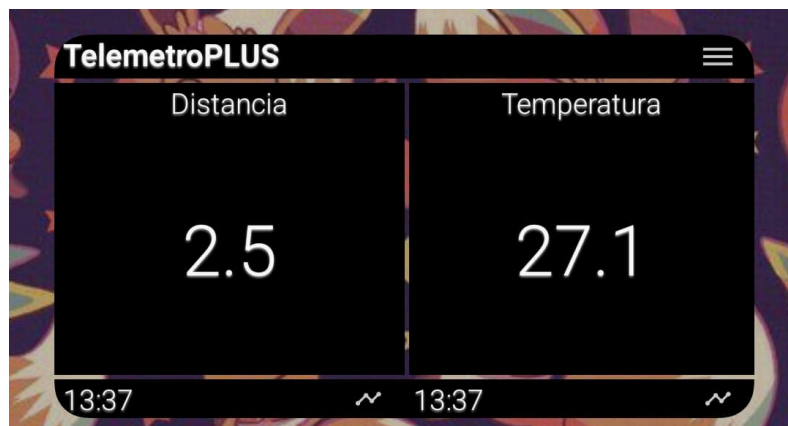 TelemetroPLUS
Distancia
Temperatura
2.5
27.1
13:37
13:37